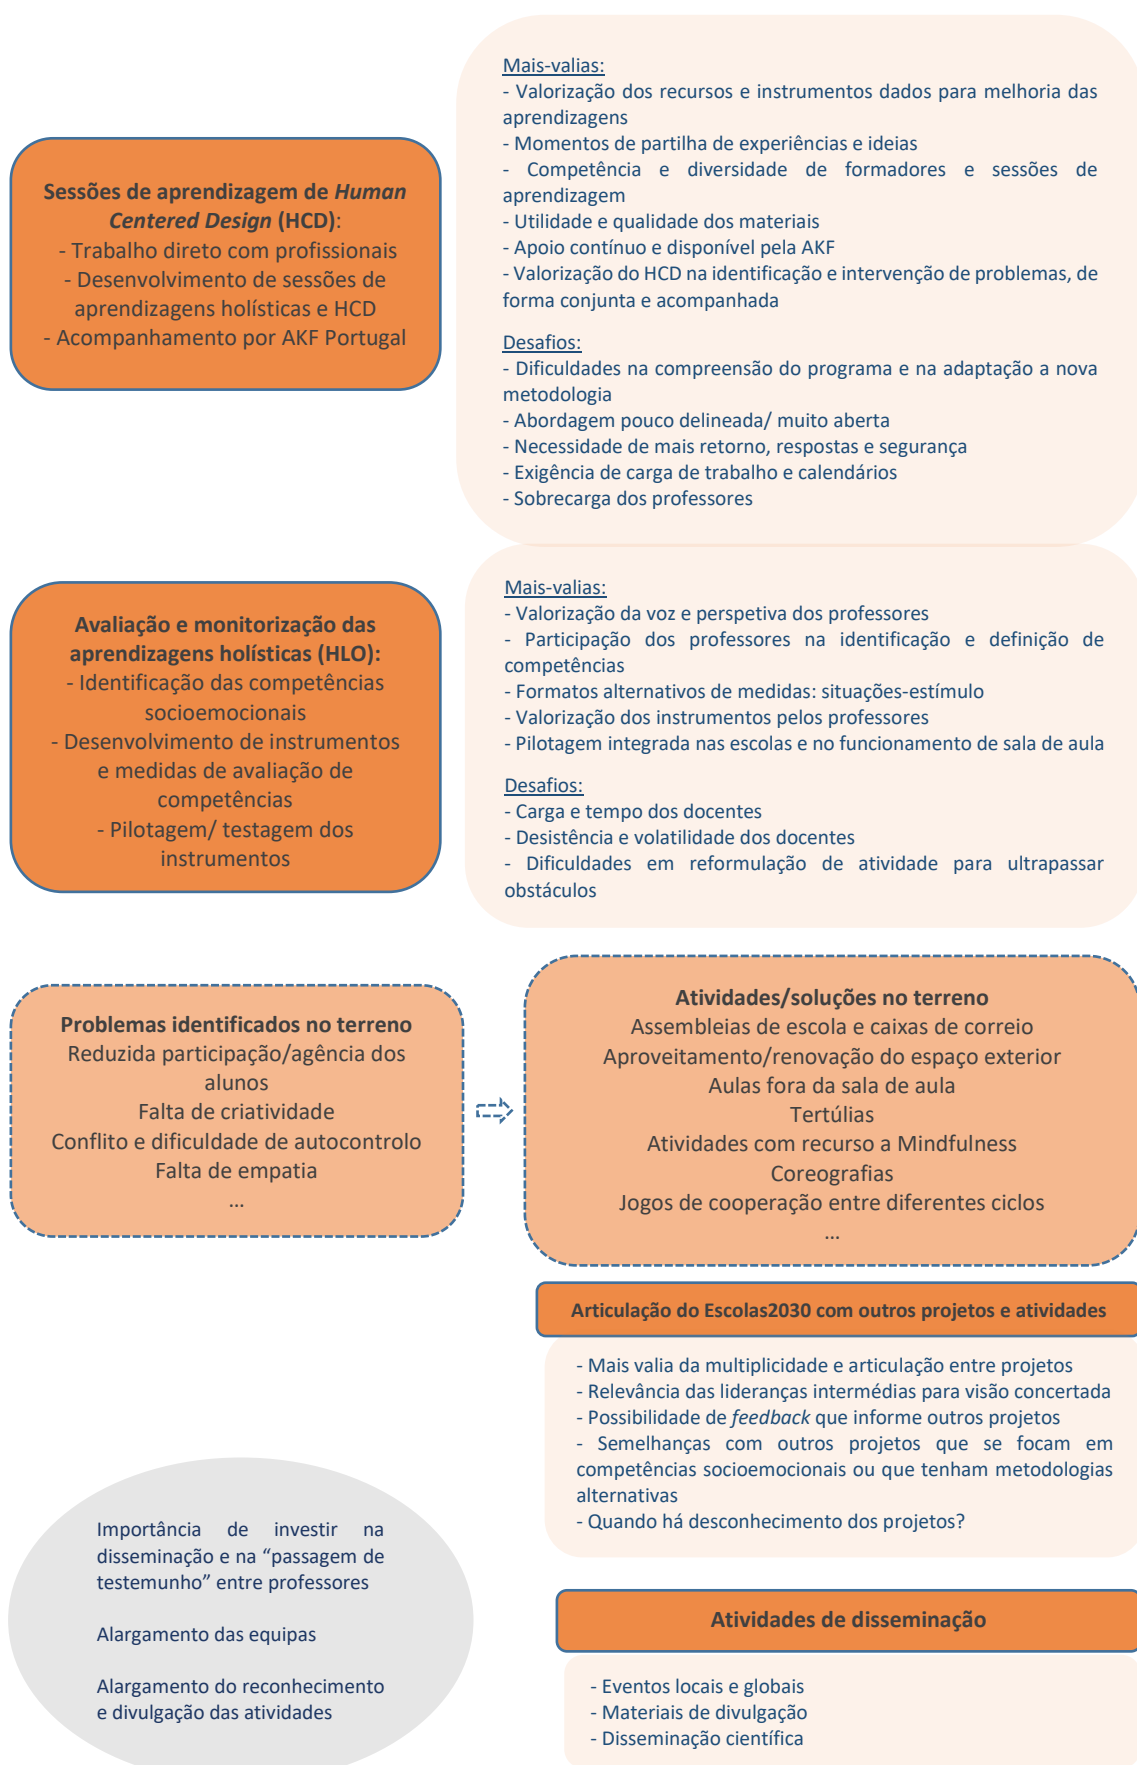 Sessões de aprendizagem de Human
Centered Design (HCD):
- Trabalho direto com profissionais
- Desenvolvimento de sessões de
aprendizagens holísticas e HCD
- Acompanhamento por AKF Portugal
Mais-valias:
- Valorização dos recursos e instrumentos dados para melhoria das
aprendizagens
- Momentos de partilha de experiências e ideias
- Competência e diversidade de formadores e sessões de
aprendizagem
- Utilidade e qualidade dos materiais
- Apoio contínuo e disponível pela AKF
- Valorização do HCD na identificação e intervenção de problemas, de
forma conjunta e acompanhada
Desafios:
- Dificuldades na compreensão do programa e na adaptação a nova
metodologia
- Abordagem pouco delineada/ muito aberta
- Necessidade de mais retorno, respostas e segurança
- Exigência de carga de trabalho e calendários
- Sobrecarga dos professores
Avaliação e monitorização das
aprendizagens holísticas (HLO):
- Identificação das competências
socioemocionais
- Desenvolvimento de instrumentos
e medidas de avaliação de
competências
- Pilotagem/ testagem dos
instrumentos
Mais-valias:
- Valorização da voz e perspetiva dos professores
- Participação dos professores na identificação e definição de
competências
- Formatos alternativos de medidas: situações-estímulo
- Valorização dos instrumentos pelos professores
- Pilotagem integrada nas escolas e no funcionamento de sala de aula
Desafios:
- Carga e tempo dos docentes
- Desistência e volatilidade dos docentes
- Dificuldades em reformulação de atividade para ultrapassar
obstáculos
Problemas identificados no terreno
Reduzida participação/agência dos
alunos
Falta de criatividade
Conflito e dificuldade de autocontrolo
Falta de empatia
...
Atividades/soluções no terreno
Assembleias de escola e caixas de correio
Aproveitamento/renovação do espaço exterior
Aulas fora da sala de aula
Tertúlias
Atividades com recurso a Mindfulness
Coreografias
Jogos de cooperação entre diferentes ciclos
...
Articulação do Escolas2030 com outros projetos e atividades
- Mais valia da multiplicidade e articulação entre projetos
- Relevância das lideranças intermédias para visão concertada
- Possibilidade de feedback que informe outros projetos
- Semelhanças com outros projetos que se focam em
competências socioemocionais ou que tenham metodologias
alternativas
- Quando há desconhecimento dos projetos?
Importância de investir na
disseminação e na “passagem de
testemunho” entre professores
Alargamento das equipas
Alargamento do reconhecimento
e divulgação das atividades
Atividades de disseminação
- Eventos locais e globais
- Materiais de divulgação
- Disseminação científica